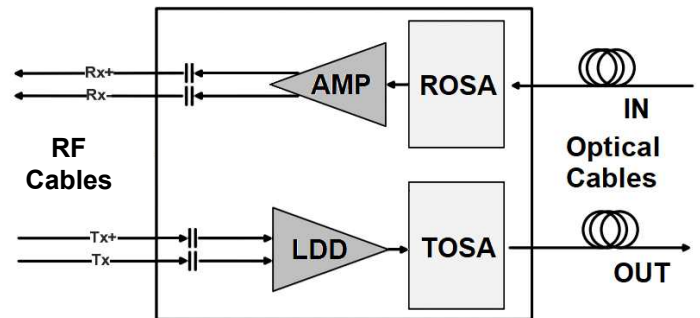 Rx+
Rx-
AMP
ROSA
IN
RF
Cables
Optical
Cables
Tx+
Tx
LDD
TOSA
OUT